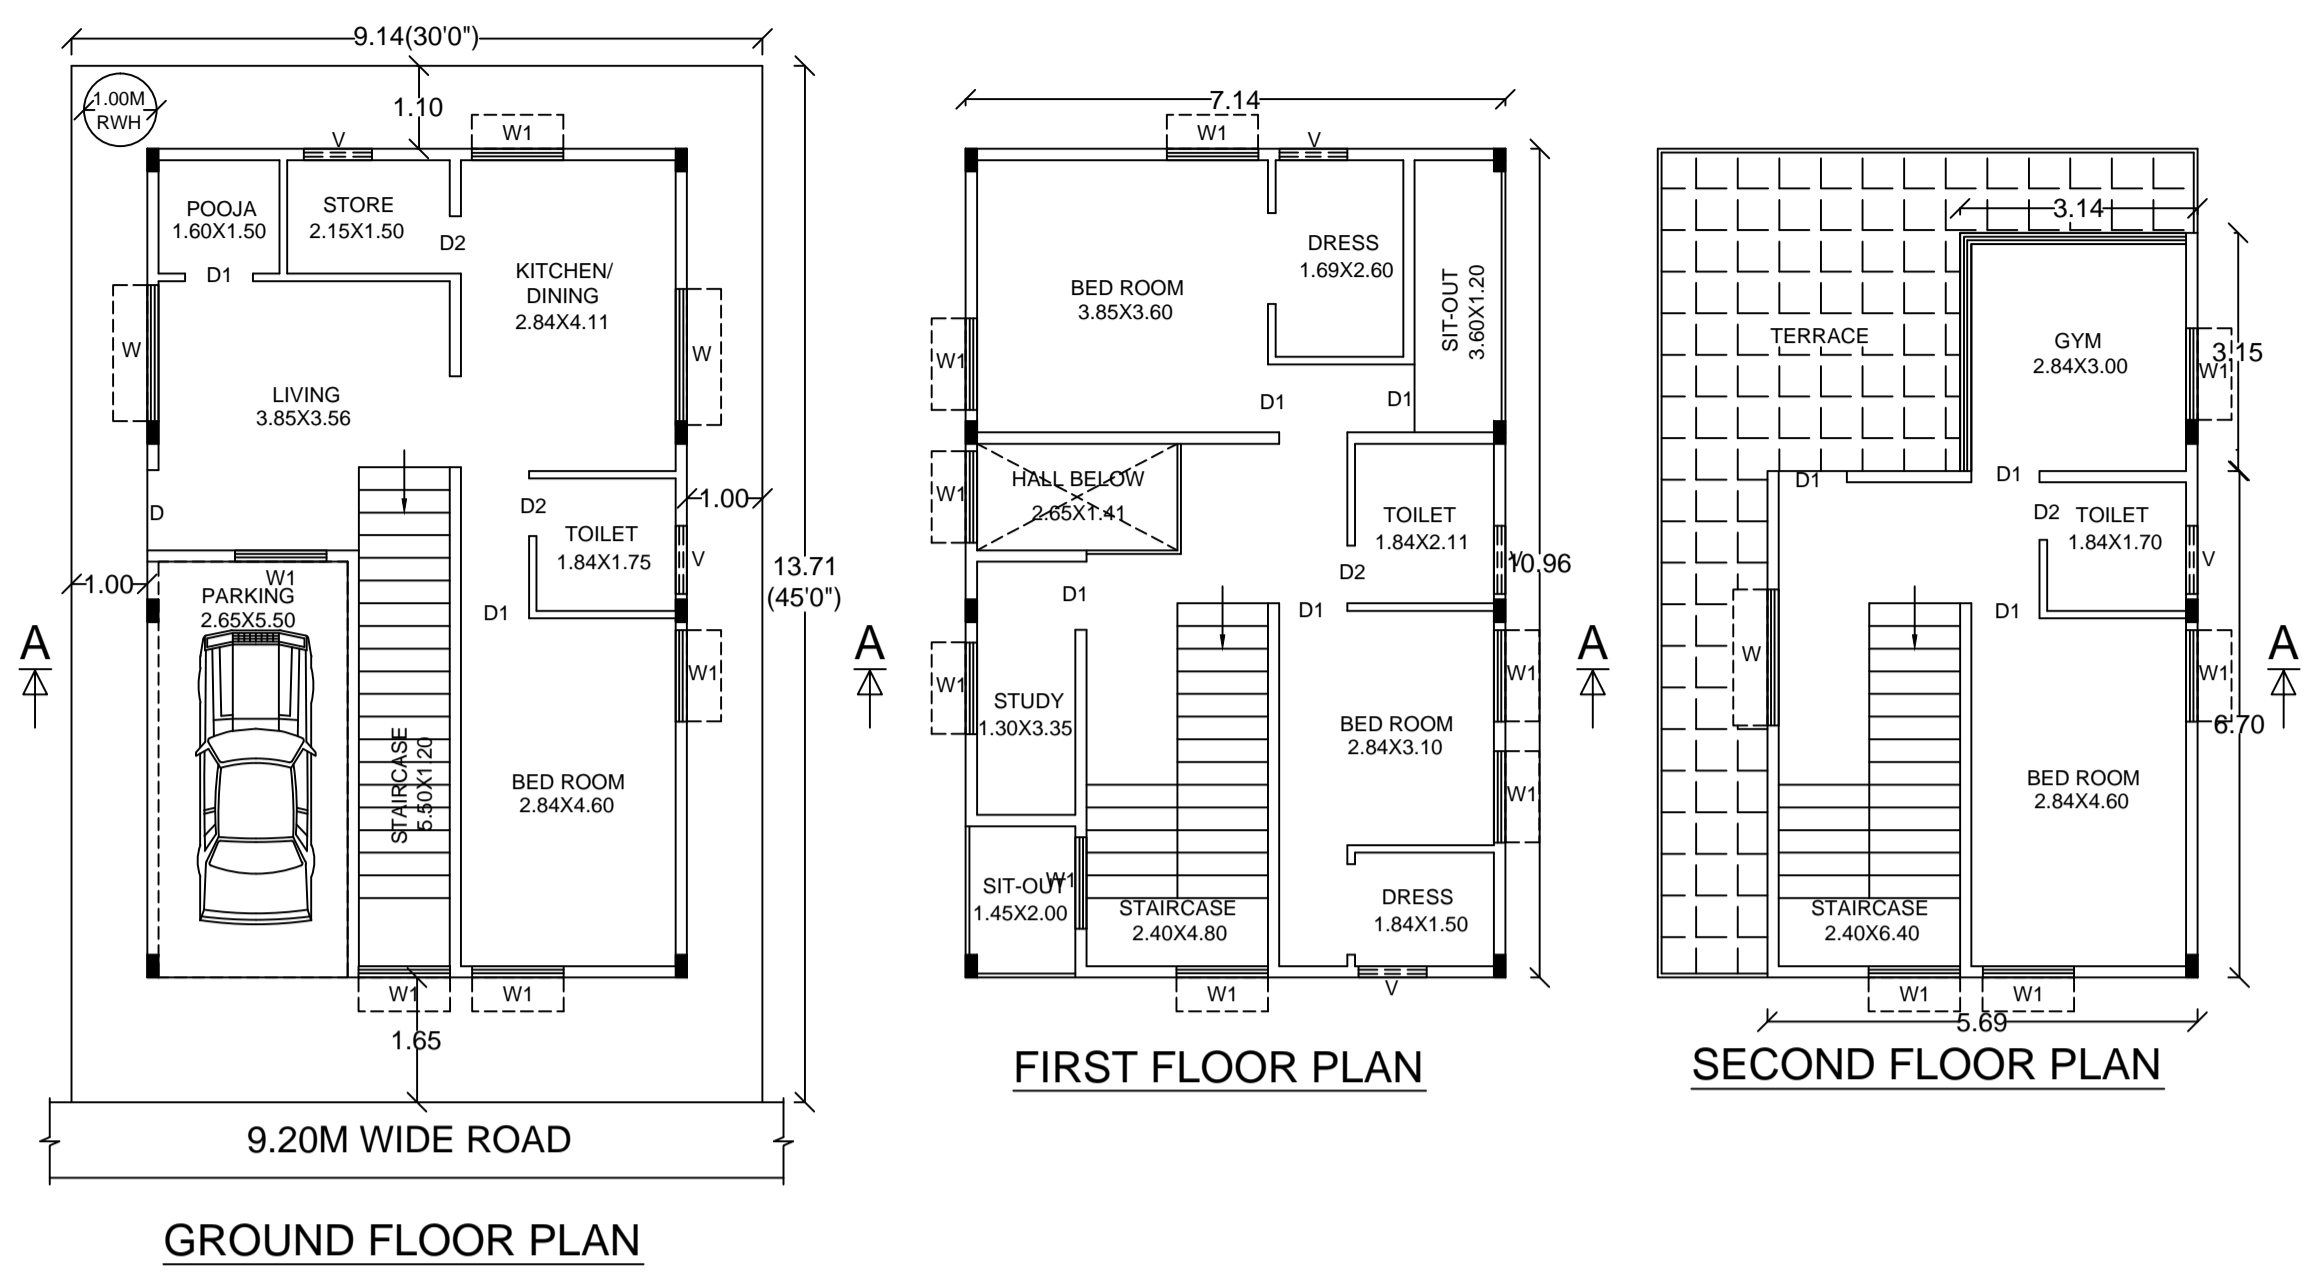 9.14(30'0")
1.00M
RWH
1.10
V
W1
POOJA
1.60X1.50
STORE
2.15X1.50
D2
D1
KITCHEN/
DINING
2.84X4.11
W
W
LIVING
3.85X3.56
D
D2
TOILET
1.84X1.75
V
1.00
1.00
W1
PARKING
2.65X5.50
D1
W1
13.71
(45'0")
A
STAIRCASE
5.50X1.20
BED ROOM
2.84X4.60
W1
W1
1.65
9.20M WIDE ROAD
GROUND FLOOR PLAN
7.14
W1
V
DRESS
1.69X2.60
BED ROOM
3.85X3.60
SIT-OUT
3.60X1.20
W1
D1
D1
HALL BELOW
2.65X1.41
W1
TOILET
1.84X2.11
V
10.96
D2
D1
D1
A
W1
STUDY
1.30X3.35
W1
BED ROOM
2.84X3.10
W1
SIT-OUT
1.45X2.00
W1
STAIRCASE
2.40X4.80
DRESS
1.84X1.50
W1
V
FIRST FLOOR PLAN
3.14
TERRACE
GYM
2.84X3.00
3.15
W1
D1
D1
D2
TOILET
1.84X1.70
V
D1
A
W
W1
A
6.70
BED ROOM
2.84X4.60
STAIRCASE
2.40X6.40
W1
W1
5.69
SECOND FLOOR PLAN